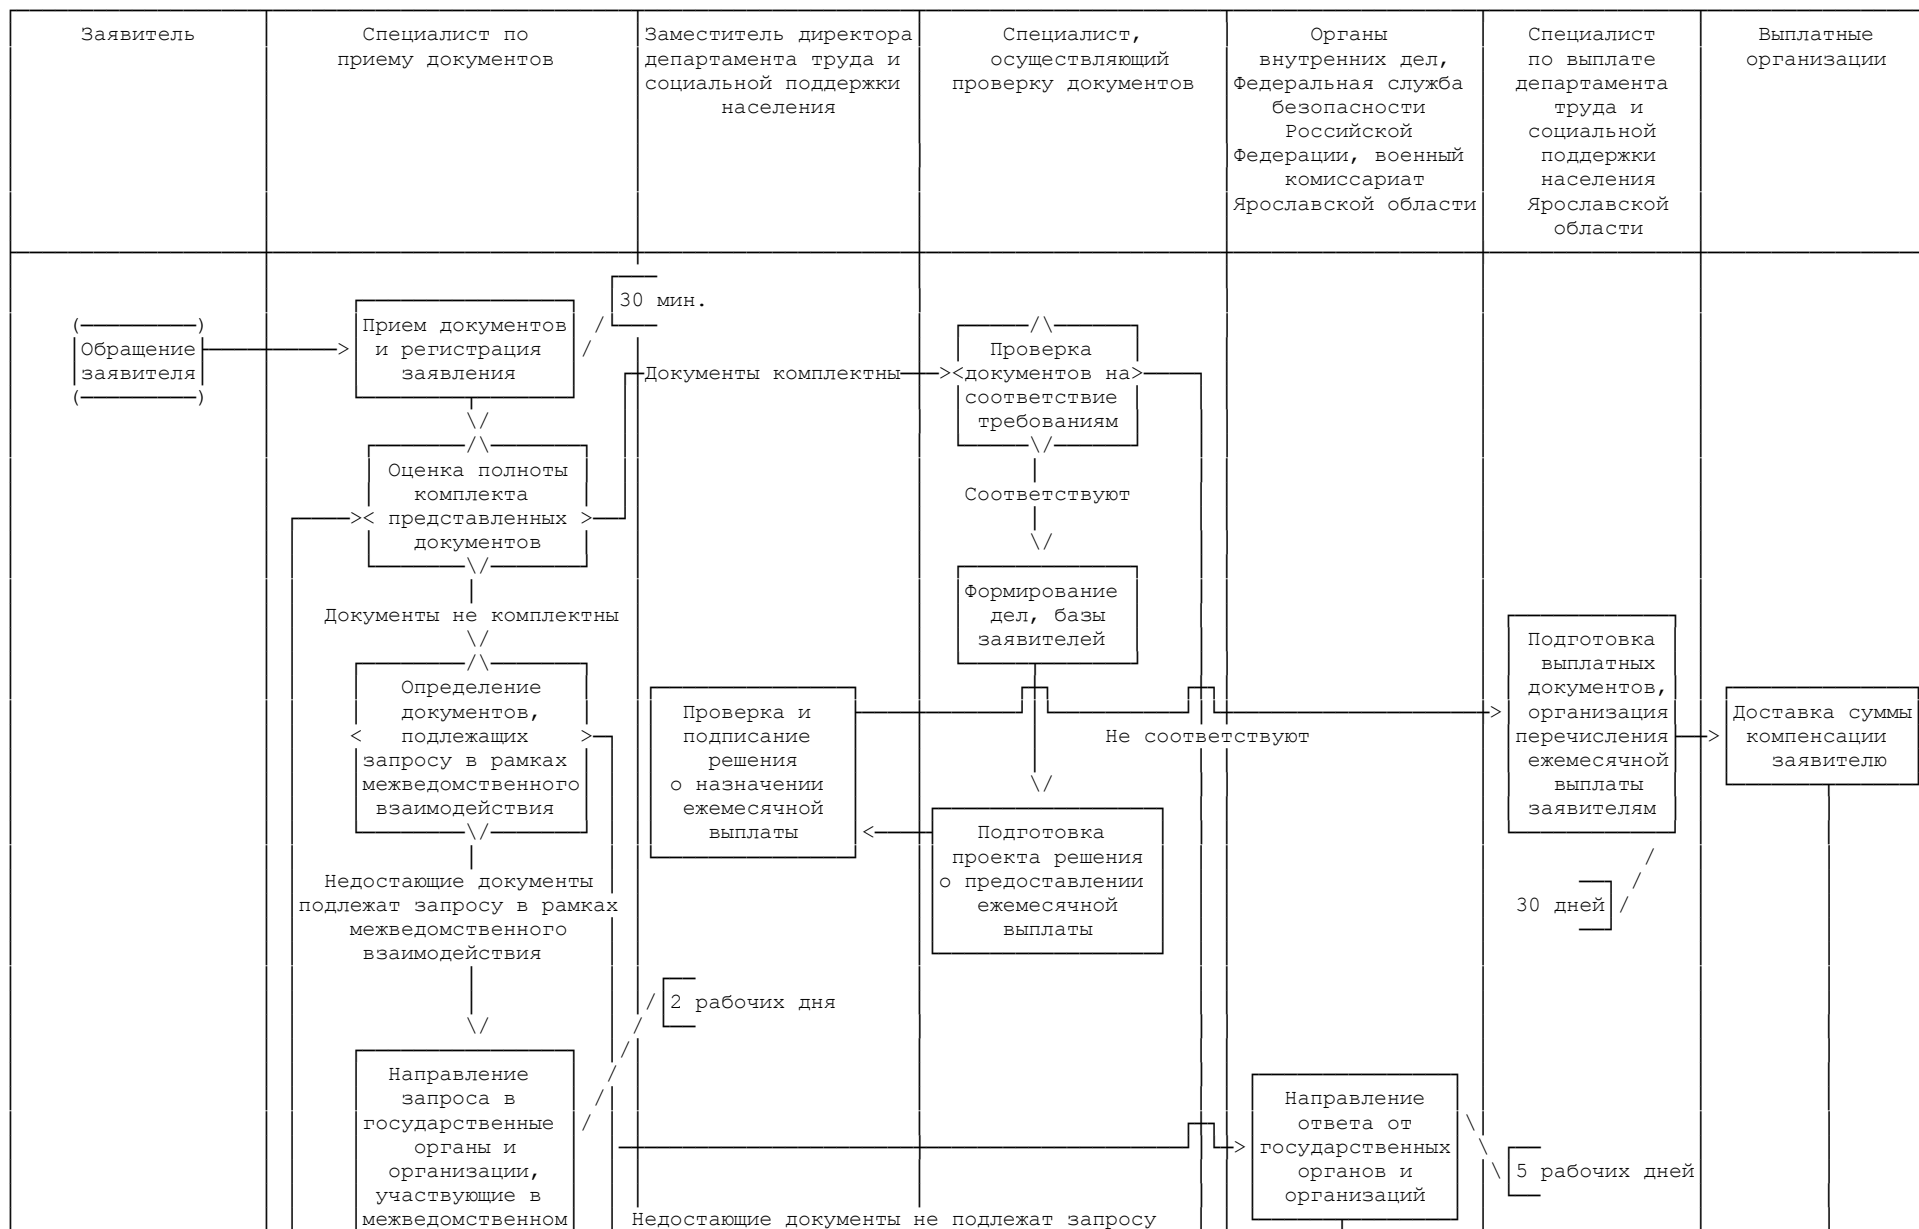 Заявитель
Специалист по
приему документов
Заместитель директора
департамента труда и
социальной поддержки
населения
Специалист,
осуществляющий
проверку документов
Органы
внутренних дел,
Федеральная служба
безопасности
Российской
Федерации, военный
комиссариат
Ярославской области
Специалист
по выплате
департамента
труда и
социальной
поддержки
населения
Ярославской
области
Выплатные
организации
Обращение
заявителя
Прием документов
и регистрация
заявления
30 мин.
Оценка полноты
комплекта
представленных
документов
Документы комплектны
Проверка
документов на
соответствие
требованиям
Соответствуют
Формирование
дел, базы
заявителей
Документы не комплектны
Определение
документов,
подлежащих
запросу в рамках
межведомственного
взаимодействия
Проверка и
подписание
решения
о назначении
ежемесячной
выплаты
Не соответствуют
Подготовка
проекта решения
о предоставлении
ежемесячной
выплаты
Подготовка
выплатных
документов,
организация
перечисления
ежемесячной
выплаты
заявителям
Доставка суммы
компенсации
заявителю
30 дней
Недостающие документы
подлежат запросу в рамках
межведомственного
взаимодействия
2 рабочих дня
Направление
запроса в
государственные
органы и
организации,
участвующие в
межведомственном
Направление
ответа от
государственных
органов и
организаций
5 рабочих дней
Недостающие документы не подлежат запросу